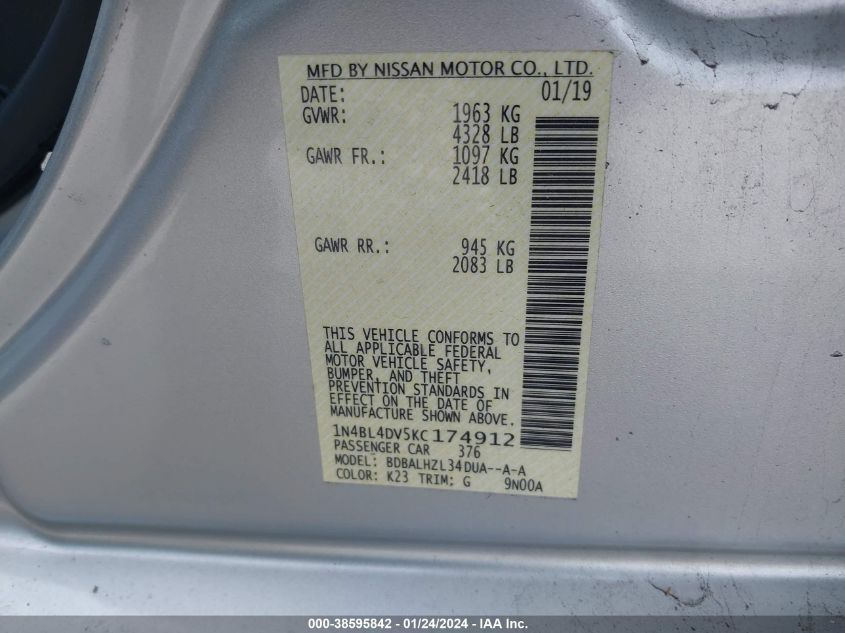 MFD BY NISSAN MOTOR CO., LTD.
DATE: 01/19
GVWR: 1963 KG
4328 LB
GAWR FR.: 1097 KG
2418 LB
GAWR RR.: 945 KG
2083 LB
THIS VEHICLE CONFORMS TO
ALL APPLICABLE FEDERAL
MOTOR VEHICLE SAFETY,
BUMPER, AND THEFT
PREVENTION STANDARDS IN
EFFECT ON THE DATE OF
MANUFACTURE SHOWN ABOVE.
1N4BL4DV5KC174912
PASSENGER CAR 376
MODEL: BDBALHZL34DUA--A-A
COLOR: K23 TRIM: G 9N00A
000-38595842 - 01/24/2024 - IAA Inc.